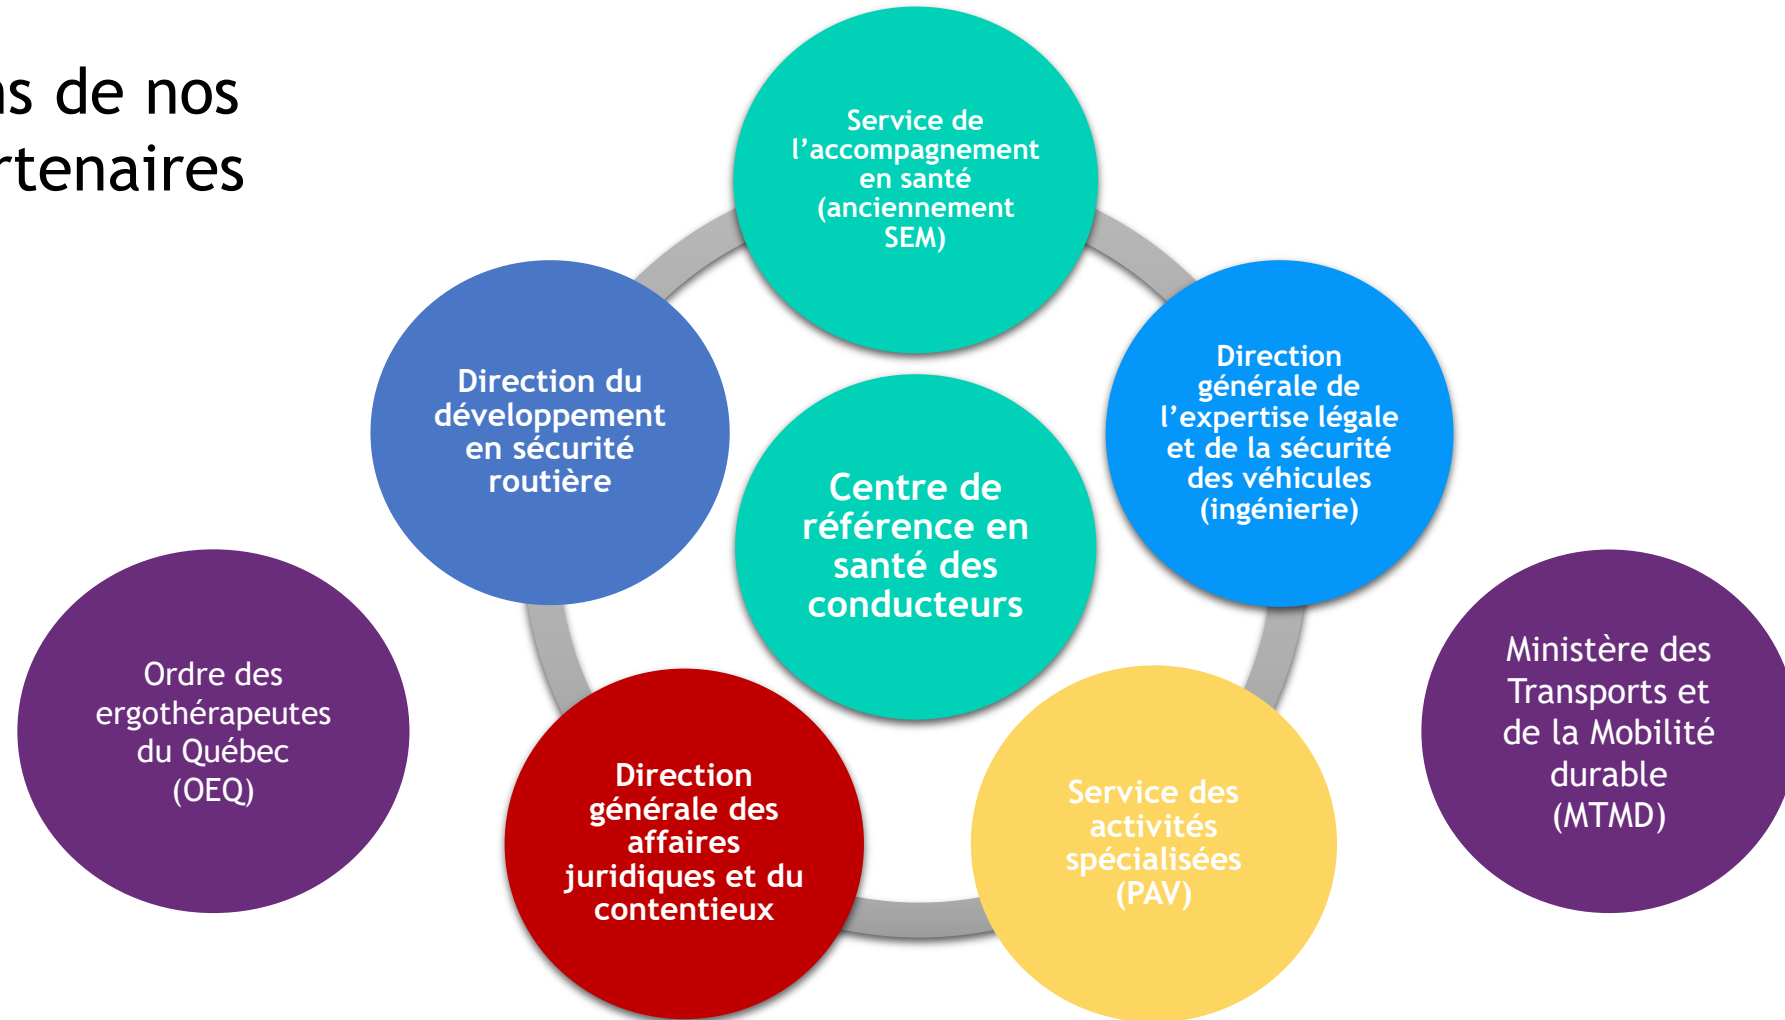 ns de nos
rtenaires
Service de
l’accompagnement
en santé
(anciennement
SEM)
Direction du
développement
en sécurité
routière
Direction
générale de
l’expertise légale
et de la sécurité
des véhicules
(ingénierie)
Centre de
référence en
santé des
conducteurs
Ordre des
ergothérapeutes
du Québec
(OEQ)
Ministère des
Transports et
de la Mobilité
durable
(MTMD)
Direction
générale des
affaires
juridiques et du
contentieux
Service des
activités
spécialisées
(PAV)